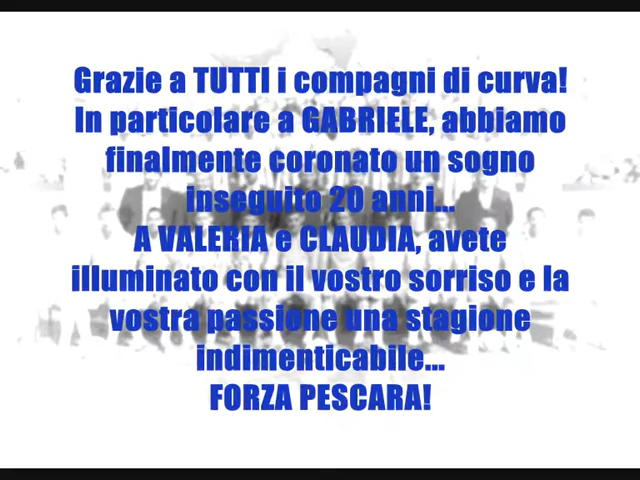 Grazie a TUTTI i compagni di curva!
In particolare a GABRIELE, abbiamo
finalmente coronato un sogno
inseguito 20 anni...
A VALERIA e CLAUDIA, avete
illuminato con il vostro sorriso e la
vostra passione una stagione
indimenticabile...
FORZA PESCARA!